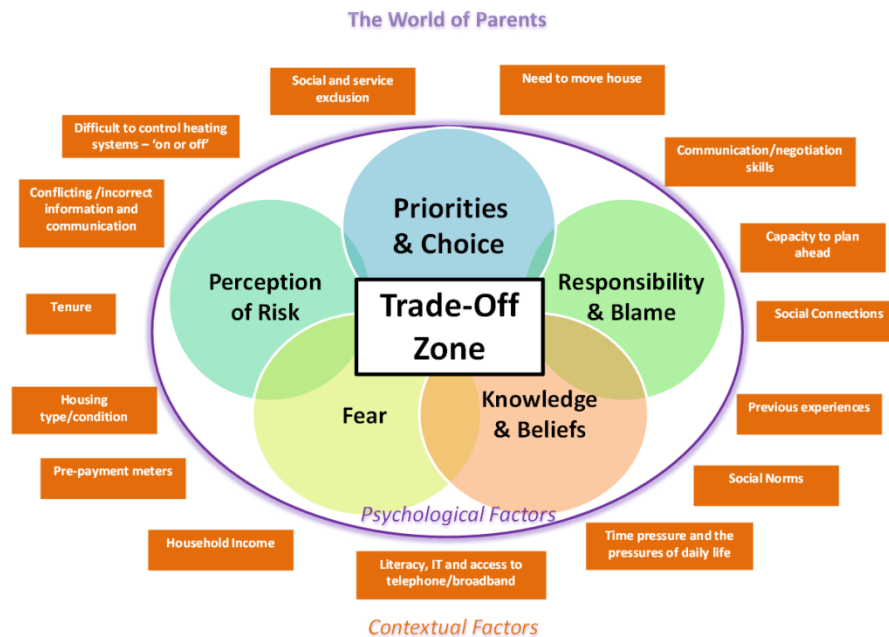 The World of Parents
Social and service
exclusion
Need to move house
Difficult to control heating
systems – ‘on or off’
Communication/negotiation
skills
Conflicting /incorrect
information and
communication
Priorities
& Choice
Capacity to plan
ahead
Perception
of Risk
Responsibility
& Blame
Tenure
Trade-Off
Zone
Social Connections
Housing
type/condition
Fear
Knowledge
& Beliefs
Previous experiences
Pre-payment meters
Social Norms
Psychological Factors
Household Income
Time pressure and the
pressures of daily life
Literacy, IT and access to
telephone/broadband
Contextual Factors